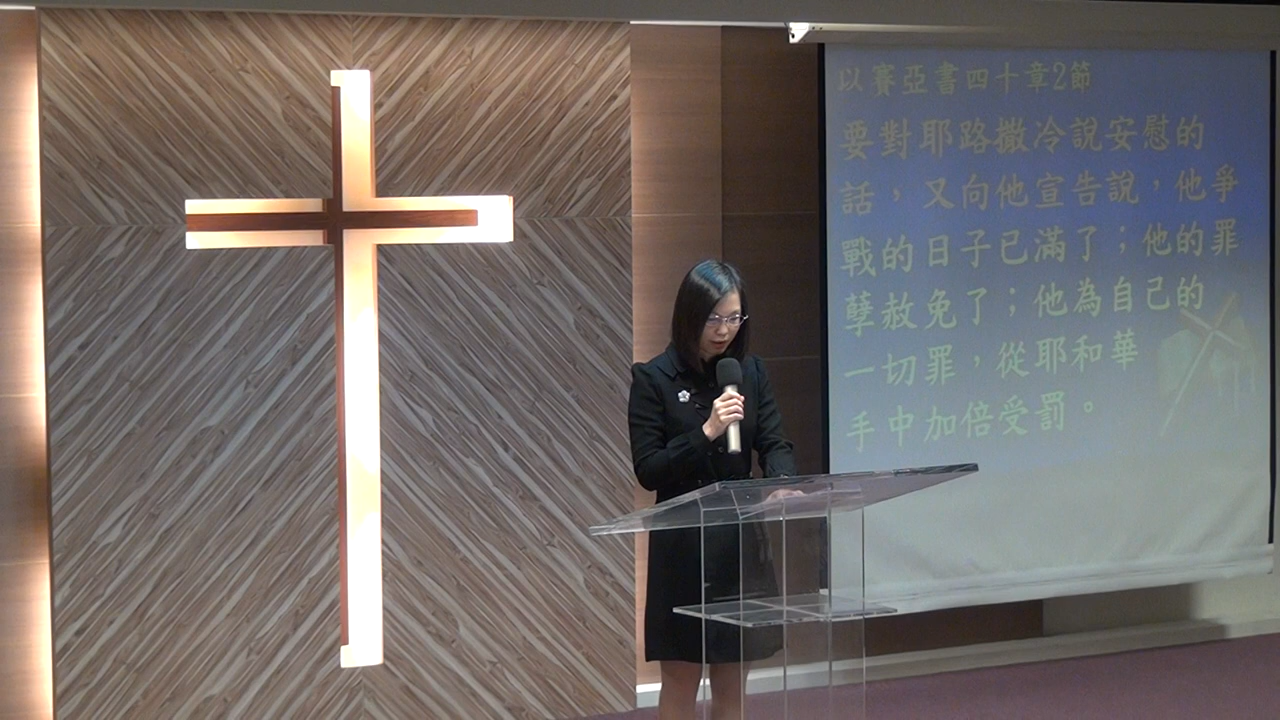 以賽亞書四十章2節
要對耶路撒冷說安慰的
話，又向他宣告說，他爭
戰的日子已滿了；他的罪
孽赦免了；他為自己的
一切罪，從耶和華
手中加倍受罰。